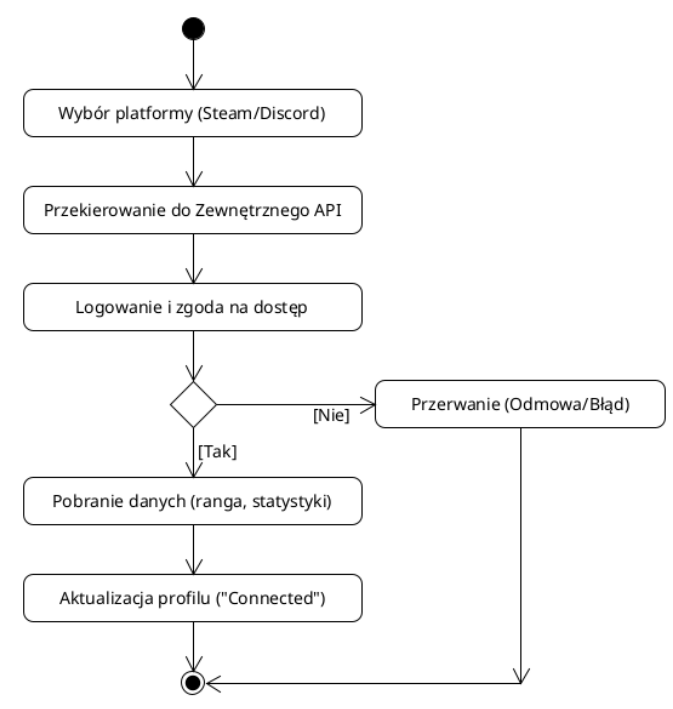 Wybór platformy (Steam/Discord)
Przekierowanie do Zewnętrznego API
Logowanie i zgoda na dostęp
[Nie]
Przerwanie (Odmowa/Błąd)
[Tak]
Pobranie danych (ranga, statystyki)
Aktualizacja profilu ("Connected")